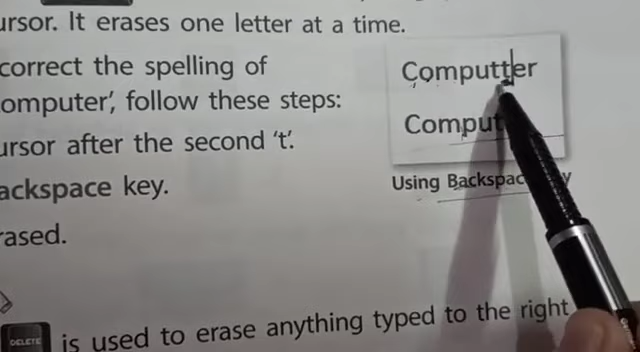 ursor. It erases one letter at a time.
correct the spelling of
omputer', follow these steps:
ursor after the second 't'.
ackspace key.
rased.
Computter
Comput
Using Backspac y
DELETE is used to erase anything typed to the right